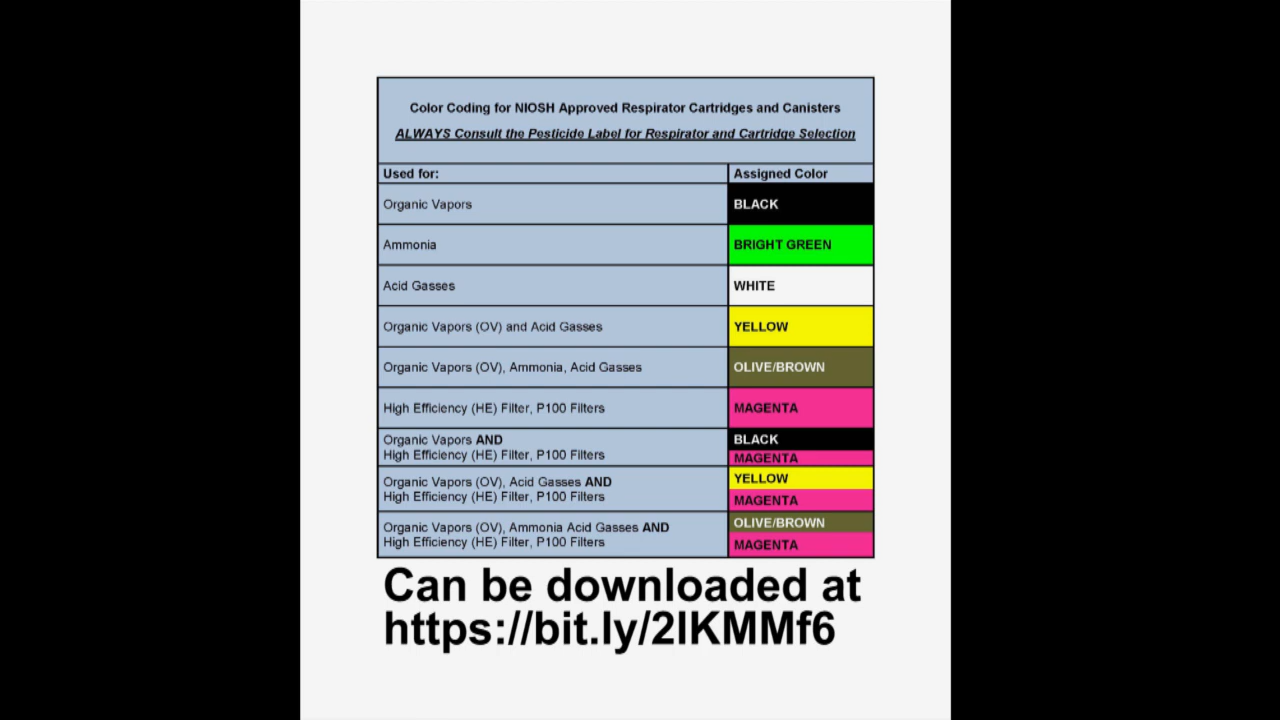 Color Coding for NIOSH Approved Respirator Cartridges and Canisters
ALWAYS Consult the Pesticide Label for Respirator and Cartridge Selection
Used for: Assigned Color
Organic Vapors BLACK
Ammonia BRIGHT GREEN
Acid Gasses WHITE
Organic Vapors (OV) and Acid Gasses YELLOW
Organic Vapors (OV), Ammonia, Acid Gasses OLIVE/BROWN
High Efficiency (HE) Filter, P100 Filters MAGENTA
Organic Vapors AND BLACK
High Efficiency (HE) Filter, P100 Filters MAGENTA
Organic Vapors (OV), Acid Gasses AND YELLOW
High Efficiency (HE) Filter, P100 Filters MAGENTA
Organic Vapors (OV), Ammonia Acid Gasses AND OLIVE/BROWN
High Efficiency (HE) Filter, P100 Filters MAGENTA
Can be downloaded at
https://bit.ly/2lKMMf6